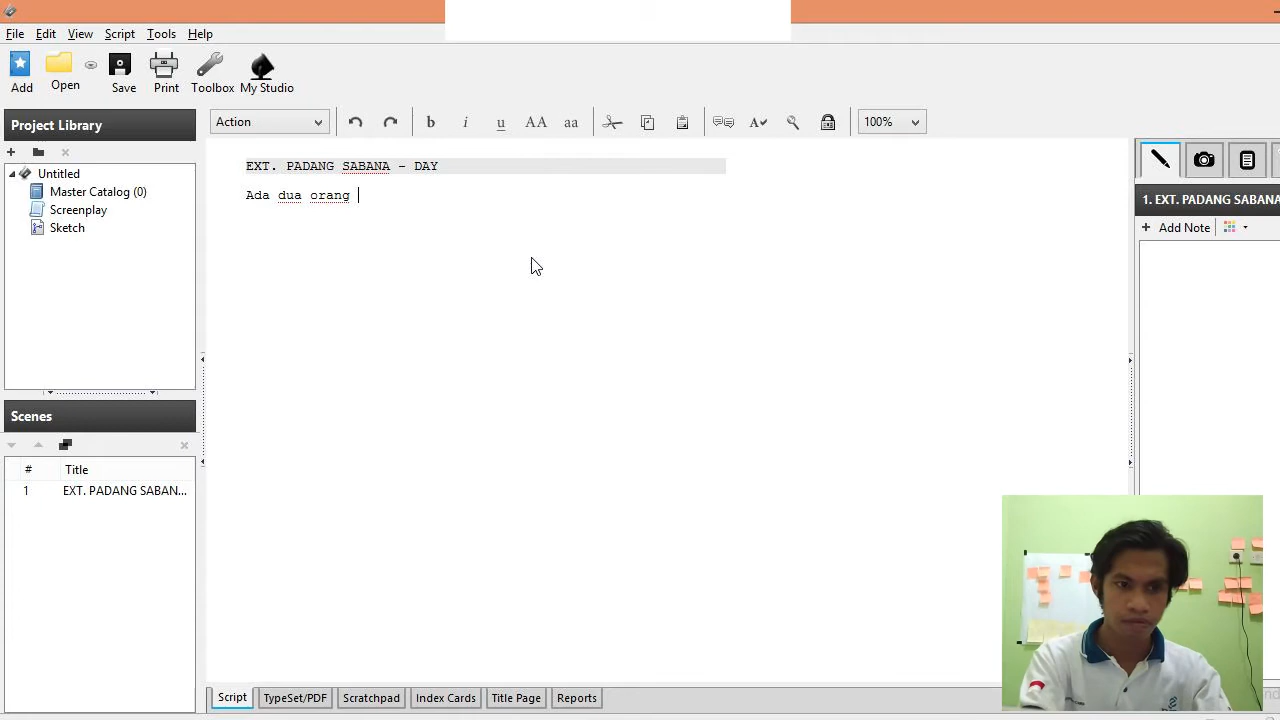 File Edit View Script Tools Help
Add Open Save Print Toolbox My Studio
Project Library
Action b i u AA aa 100%
Untitled
Master Catalog (0)
Screenplay
Sketch
EXT. PADANG SABANA - DAY
Ada dua orang
1. EXT. PADANG SABANA
Add Note
Scenes
# Title
1 EXT. PADANG SABAN...
Script TypeSet/PDF Scratchpad Index Cards Title Page Reports